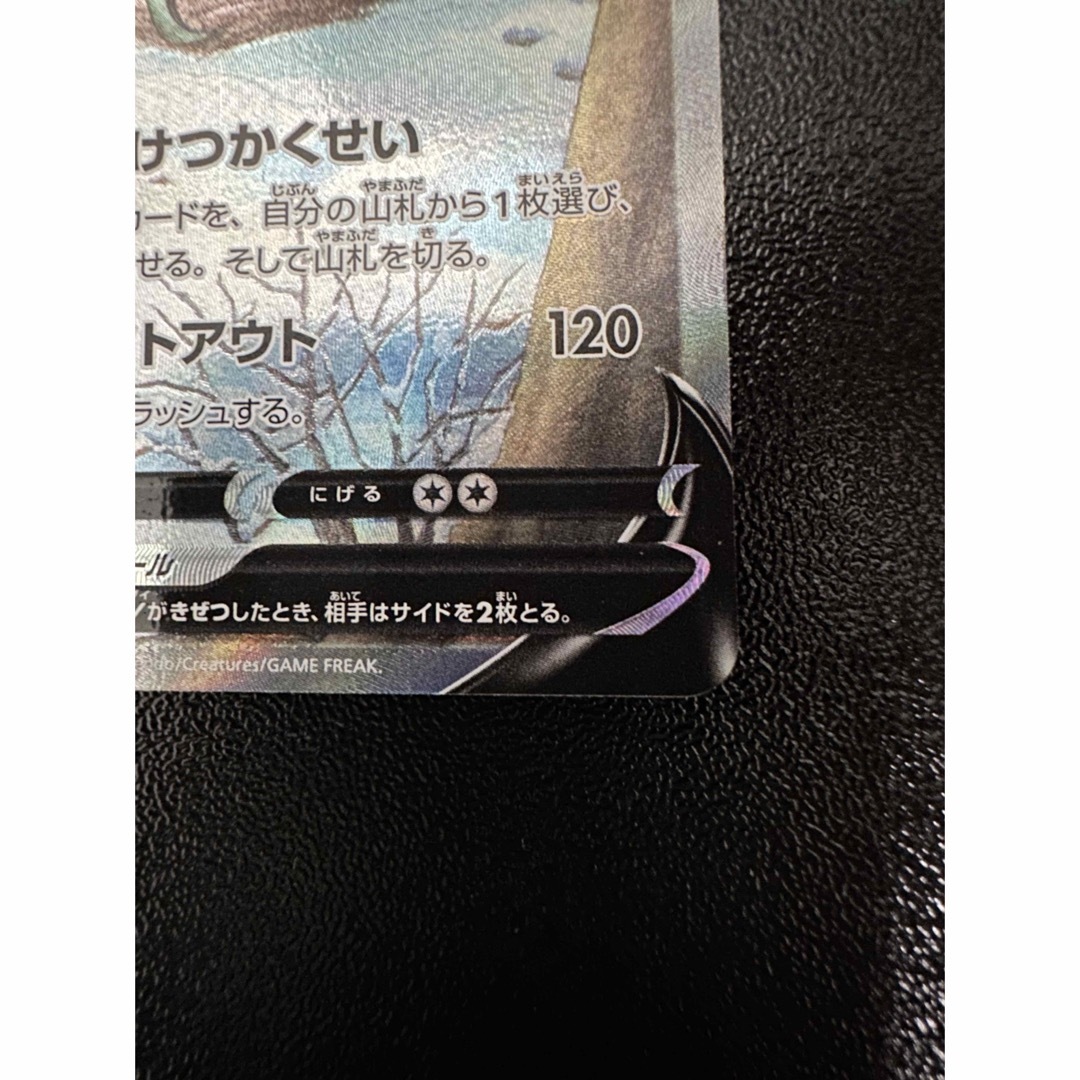 けつかくせい
カードを、自分の山札から1枚選び、
せる。そして山札を切る。
トアウト 120
ラッシュする。
にげる
ール
がきぜつしたとき、相手はサイドを2枚とる。
/Creatures/GAME FREAK.